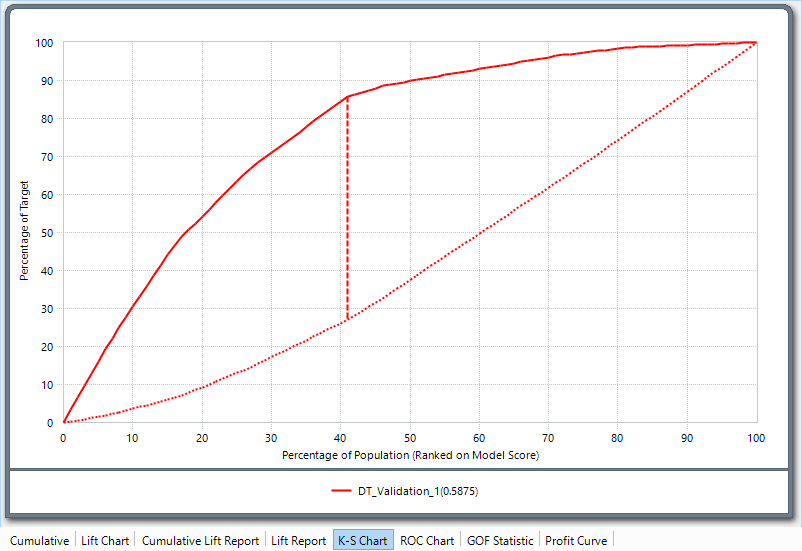 100
90
80
70
60
50
40
30
20
10
0
Percentage of Target
0 10 20 30 40 50 60 70 80 90 100
Percentage of Population (Ranked on Model Score)
DT_Validation_1(0.5875)
Cumulative Lift Chart Cumulative Lift Report Lift Report K-S Chart ROC Chart GOF Statistic Profit Curve